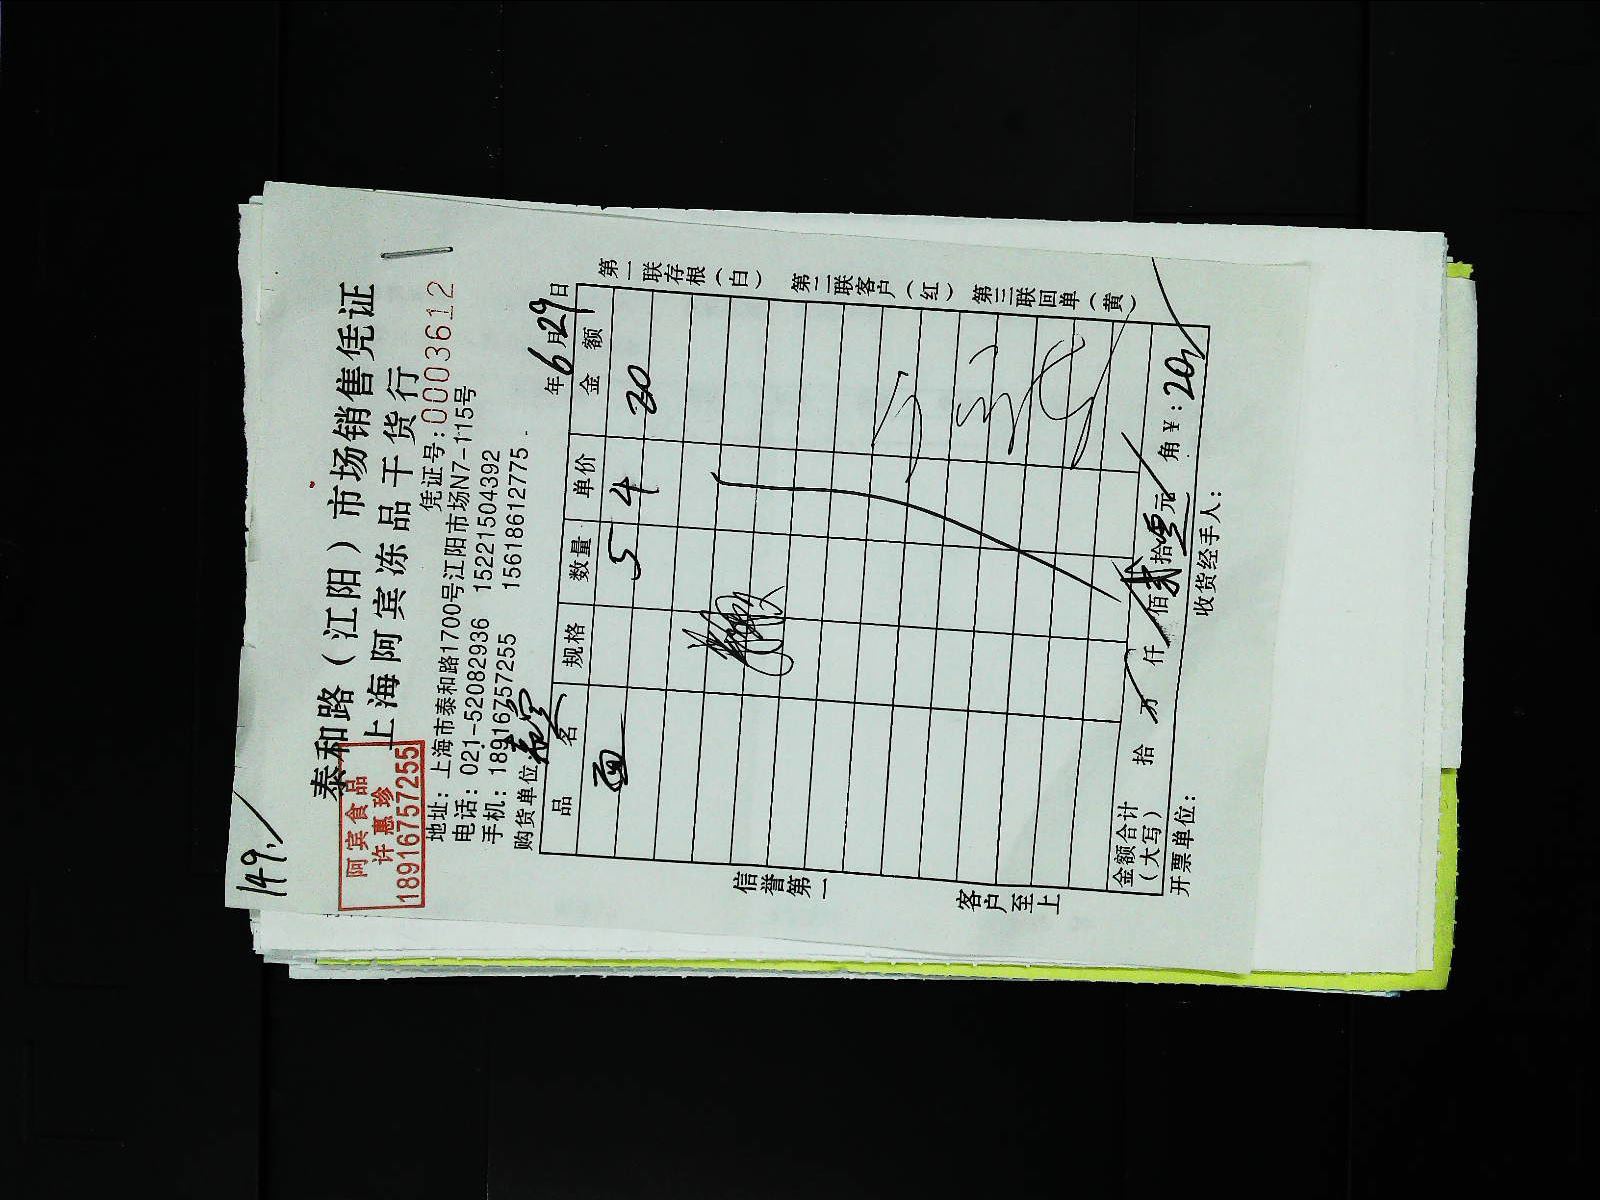 149.
泰和路（江阳）市场销售凭证
上海阿宾冻品干货行
阿宾食品
许惠珍
18916757255
凭证号:0003612
地址：上海市泰和路1700号江阳市场N7-115号
电话：021-52082936 15221504392
手机：18916757255 15618612775
购货单位 年6月29日
品名 规格 数量 单价 金额
面 5 4 20
第一联存根（白）
第二联客户（红）
第三联回单（黄）
信誉第一
客户至上
金额合计（大写） 拾 万 仟 佰贰拾零元 角 ¥：20
开票单位： 收货经手人：